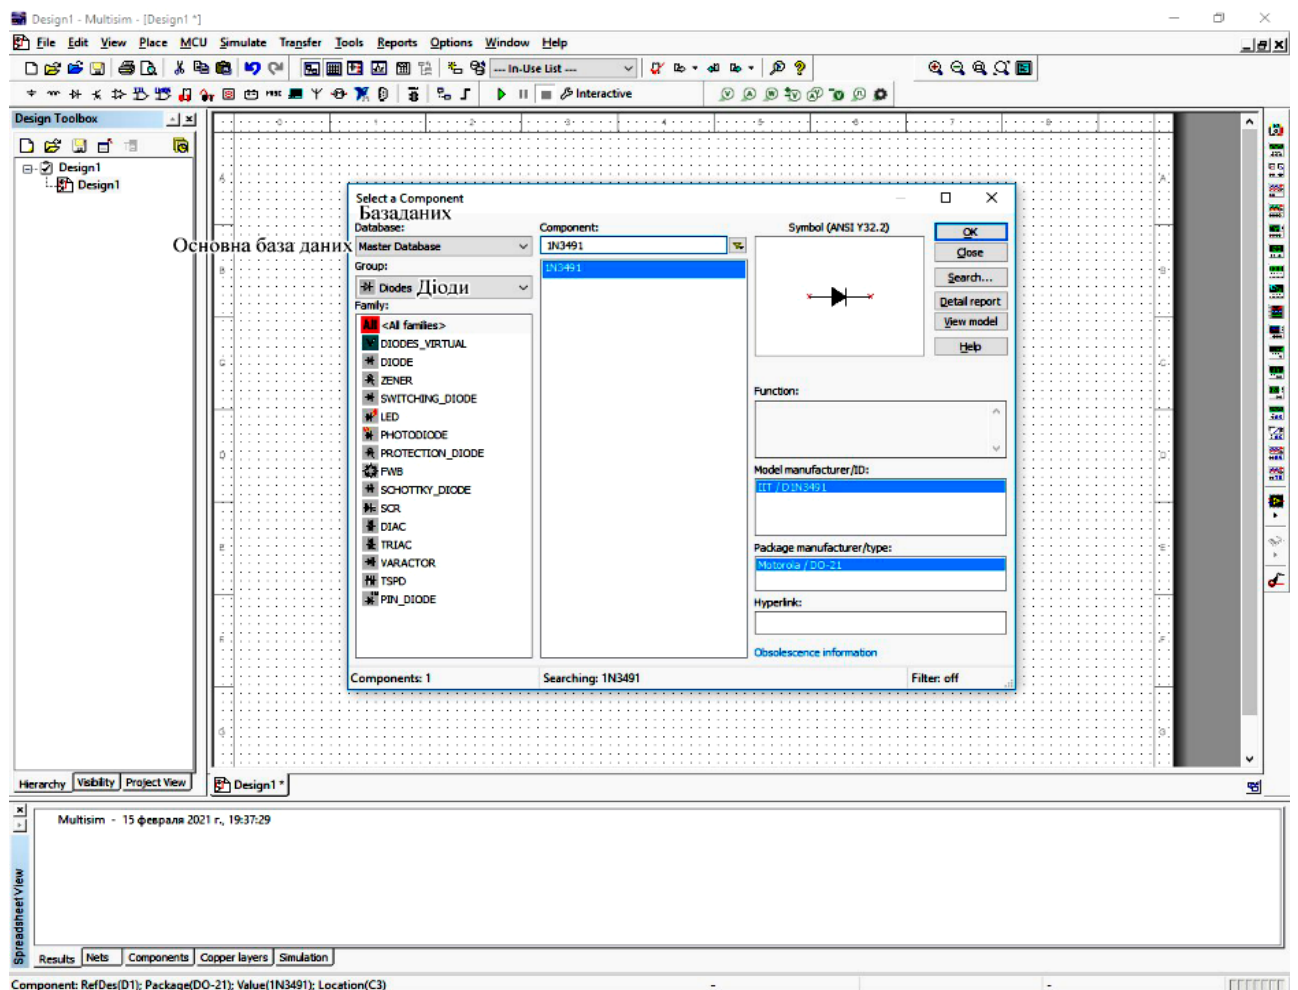 Design1 - Multisim - [Design1 *]
File Edit View Place MCU Simulate Transfer Tools Reports Options Window Help
--- In-Use List ---
Interactive
Design Toolbox
Design1
Design1
Select a Component
Базаданих
Database:
Component:
Symbol (ANSI Y32.2)
OK
Основна база даних
Master Database
1N3491
Close
Group:
1N3491
Search...
Diodes Діоди
Detail report
Family:
View model
<All families>
DIODES_VIRTUAL
Help
DIODE
ZENER
Function:
SWITCHING_DIODE
LED
PHOTODIODE
PROTECTION_DIODE
FWB
Model manufacturer/ID:
SCHOTTKY_DIODE
IIT / D1N3491
SCR
DIAC
TRIAC
Package manufacturer/type:
VARACTOR
Motorola / DO-21
TSPD
PIN_DIODE
Hyperlink:
Obsolescence information
Components: 1
Searching: 1N3491
Filter: off
Hierarchy Visibility Project View
Design1 *
Multisim - 15 февраля 2021 г., 19:37:29
Spreadsheet View
Results Nets Components Copper layers Simulation
Component: RefDes(D1); Package(DO-21); Value(1N3491); Location(C3)